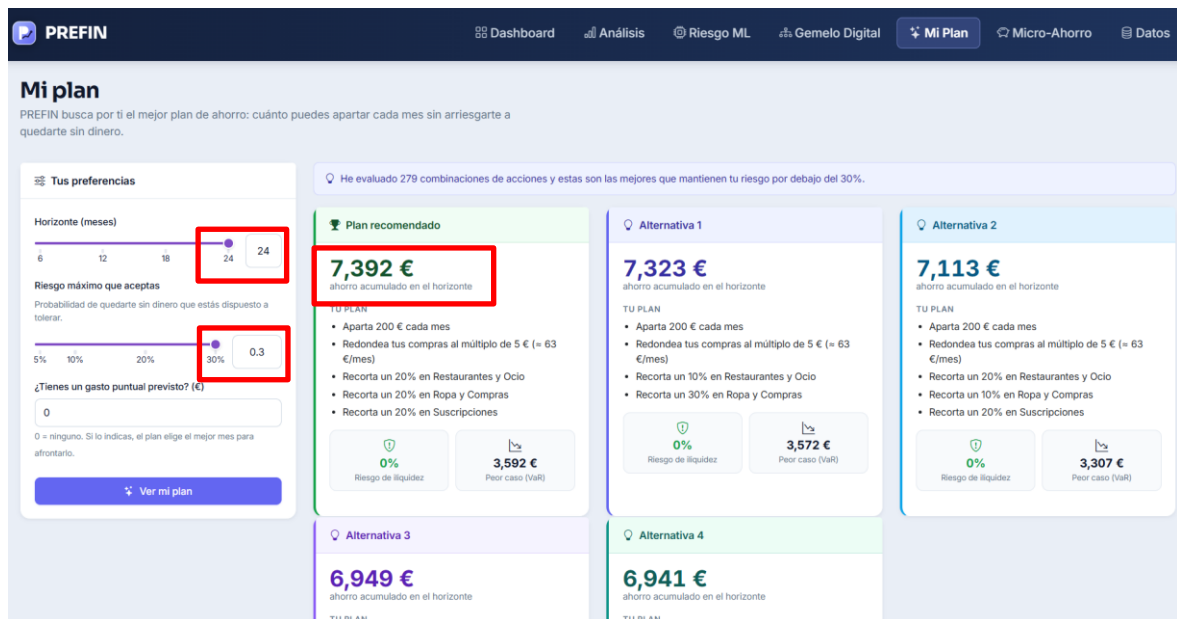 PREFIN
Dashboard
Análisis
Riesgo ML
Gemelo Digital
Mi Plan
Micro-Ahorro
Datos
Mi plan
PREFIN busca por ti el mejor plan de ahorro: cuánto puedes apartar cada mes sin arriesgarte a
quedarte sin dinero.
Tus preferencias
Horizonte (meses)
24
6 12 18 24
Riesgo máximo que aceptas
Probabilidad de quedarte sin dinero que estás dispuesto a
tolerar.
0.3
5% 10% 20% 30%
¿Tienes un gasto puntual previsto? (€)
0
0 = ninguno. Si lo indicas, el plan elige el mejor mes para
afrontarlo.
Ver mi plan
He evaluado 279 combinaciones de acciones y estas son las mejores que mantienen tu riesgo por debajo del 30%.
Plan recomendado
7,392 €
ahorro acumulado en el horizonte
TU PLAN
• Aparta 200 € cada mes
• Redondea tus compras al múltiplo de 5 € (≈ 63
€/mes)
• Recorta un 20% en Restaurantes y Ocio
• Recorta un 20% en Ropa y Compras
• Recorta un 20% en Suscripciones
0%
Riesgo de iliquidez
3,592 €
Peor caso (VaR)
Alternativa 1
7,323 €
ahorro acumulado en el horizonte
TU PLAN
• Aparta 200 € cada mes
• Redondea tus compras al múltiplo de 5 € (≈ 63
€/mes)
• Recorta un 10% en Restaurantes y Ocio
• Recorta un 30% en Ropa y Compras
0%
Riesgo de iliquidez
3,572 €
Peor caso (VaR)
Alternativa 2
7,113 €
ahorro acumulado en el horizonte
TU PLAN
• Aparta 200 € cada mes
• Redondea tus compras al múltiplo de 5 € (≈ 63
€/mes)
• Recorta un 20% en Restaurantes y Ocio
• Recorta un 10% en Ropa y Compras
• Recorta un 20% en Suscripciones
0%
Riesgo de iliquidez
3,307 €
Peor caso (VaR)
Alternativa 3
6,949 €
ahorro acumulado en el horizonte
TU PLAN
Alternativa 4
6,941 €
ahorro acumulado en el horizonte
TU PLAN